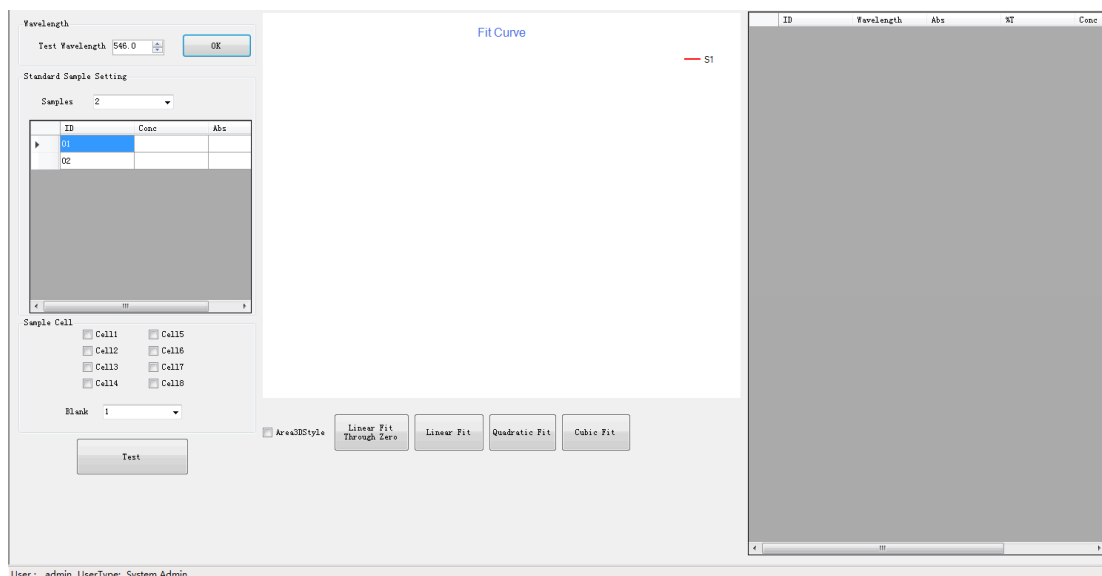 Wavelength
Test Wavelength 546.0 OK
Standard Sample Setting
Samples 2
ID Conc Abs
01
02
Sample Cell
Cell1 Cell5
Cell2 Cell6
Cell3 Cell7
Cell4 Cell8
Blank 1
Test
Fit Curve
S1
Area3DStyle
Linear Fit
Through Zero
Linear Fit
Quadratic Fit
Cubic Fit
ID Wavelength Abs %T Conc
User : admin UserType: System Admin